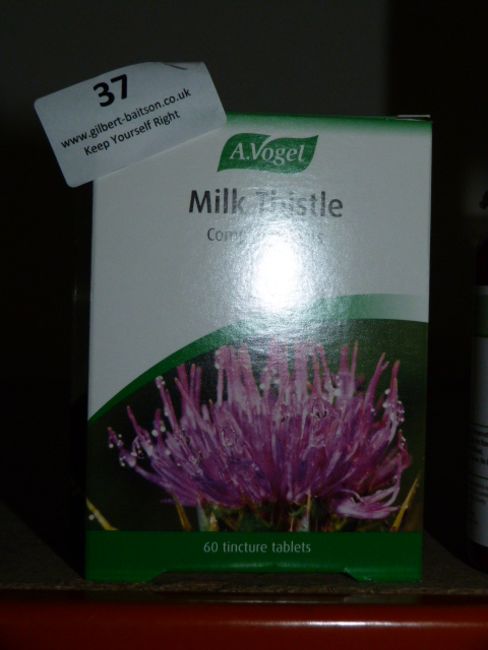 37
www.gilbert-baitson.co.uk
Keep Yourself Right
A.Vogel
Milk Thistle
60 tincture tablets